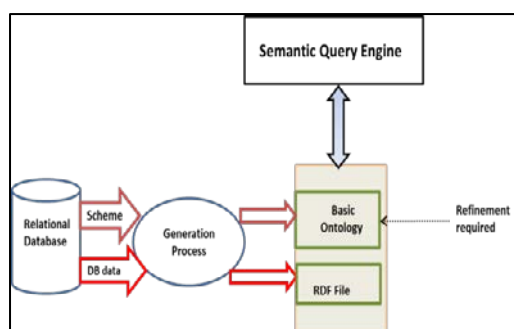 Semantic Query Engine
Scheme
Relational
Database
DB data
Generation
Process
Basic
Ontology
RDF File
Refinement
required